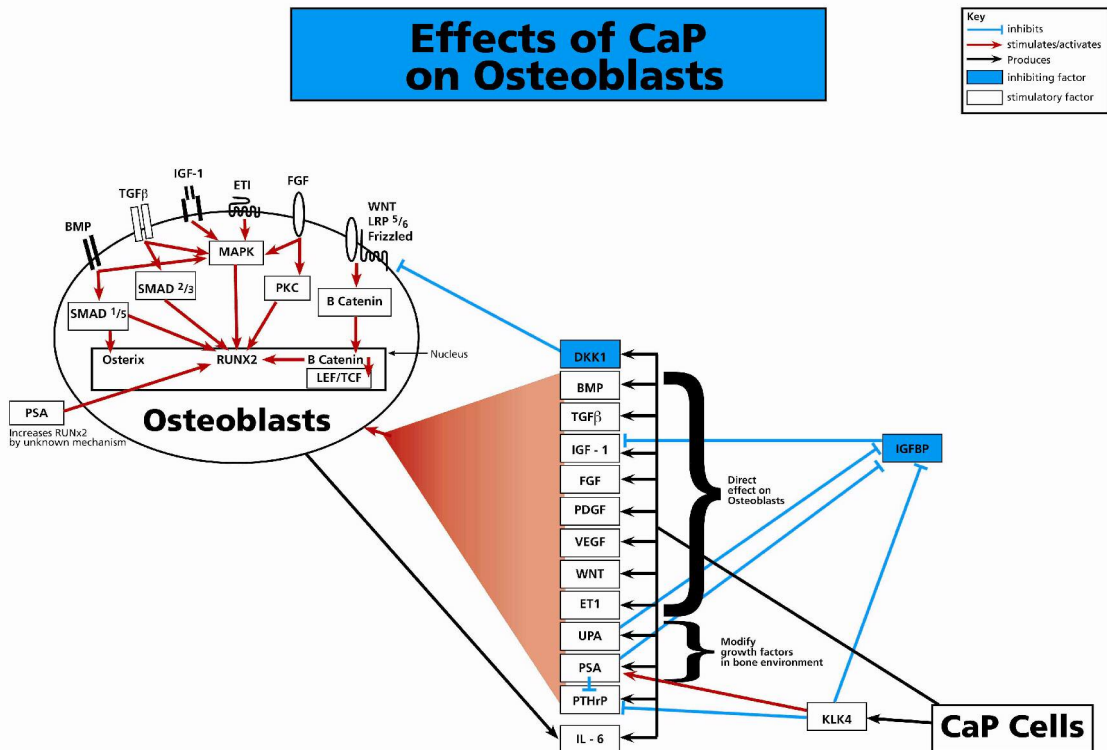 Effects of CaP
on Osteoblasts
Key
inhibits
stimulates/activates
Produces
inhibiting factor
stimulatory factor
BMP
TGFβ
IGF-1
ETI
FGF
WNT
LRP 5/6
Frizzled
MAPK
SMAD 2/3
PKC
B Catenin
SMAD 1/5
Osterix
RUNX2
B Catenin
LEF/TCF
Nucleus
Osteoblasts
PSA
Increases RUNx2
by unknown mechanism
DKK1
BMP
TGFβ
IGF - 1
FGF
PDGF
VEGF
WNT
ET1
UPA
PSA
PTHrP
IL - 6
Direct
effect on
Osteoblasts
Modify
growth factors
in bone environment
IGFBP
KLK4
CaP Cells